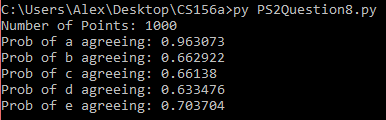 C:\Users\Alex\Desktop\CS156a>py PS2Question8.py
Number of Points: 1000
Prob of a agreeing: 0.963073
Prob of b agreeing: 0.662922
Prob of c agreeing: 0.66138
Prob of d agreeing: 0.633476
Prob of e agreeing: 0.703704